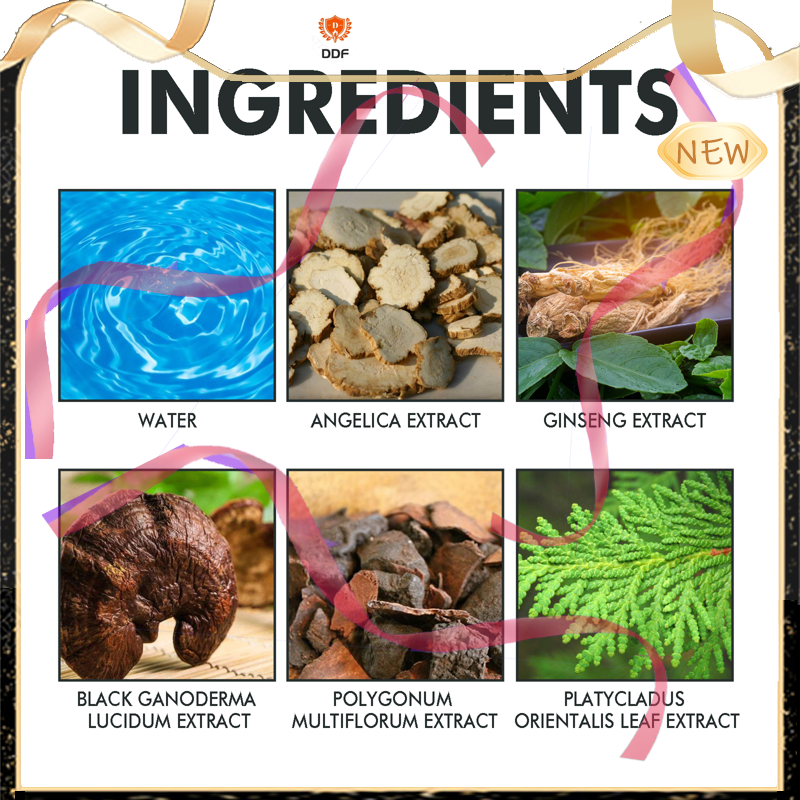 DDF
INGREDIENTS
NEW
WATER
ANGELICA EXTRACT
GINSENG EXTRACT
BLACK GANODERMA
LUCIDUM EXTRACT
POLYGONUM
MULTIFLORUM EXTRACT
PLATYCLADUS
ORIENTALIS LEAF EXTRACT